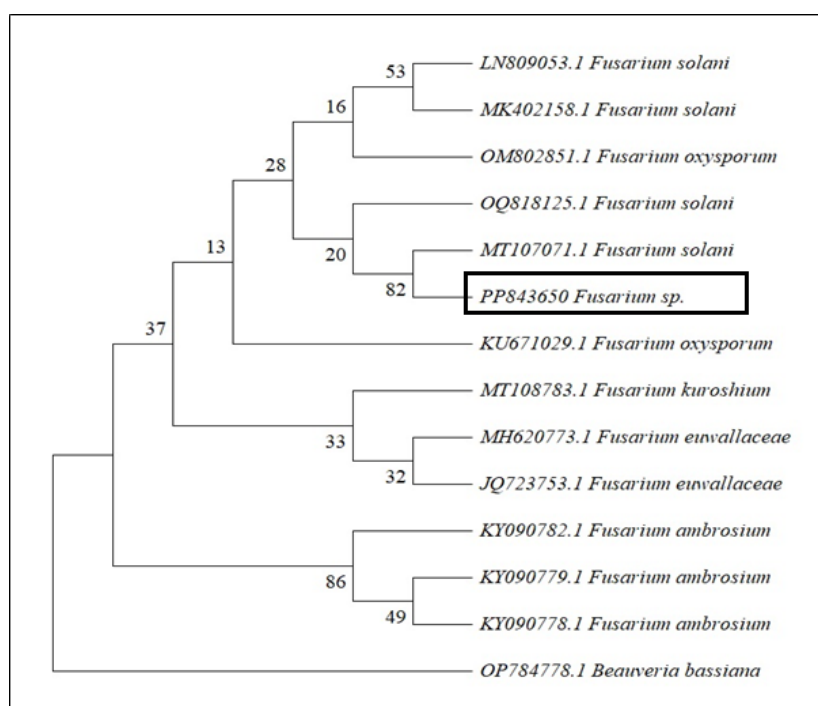 LN809053.1 Fusarium solani
53
MK402158.1 Fusarium solani
16
OM802851.1 Fusarium oxysporum
28
OQ818125.1 Fusarium solani
13
20
MT107071.1 Fusarium solani
82
PP843650 Fusarium sp.
37
KU671029.1 Fusarium oxysporum
MT108783.1 Fusarium kuroshium
33
MH620773.1 Fusarium euwallaceae
32
JQ723753.1 Fusarium euwallaceae
KY090782.1 Fusarium ambrosium
86
KY090779.1 Fusarium ambrosium
49
KY090778.1 Fusarium ambrosium
OP784778.1 Beauveria bassiana